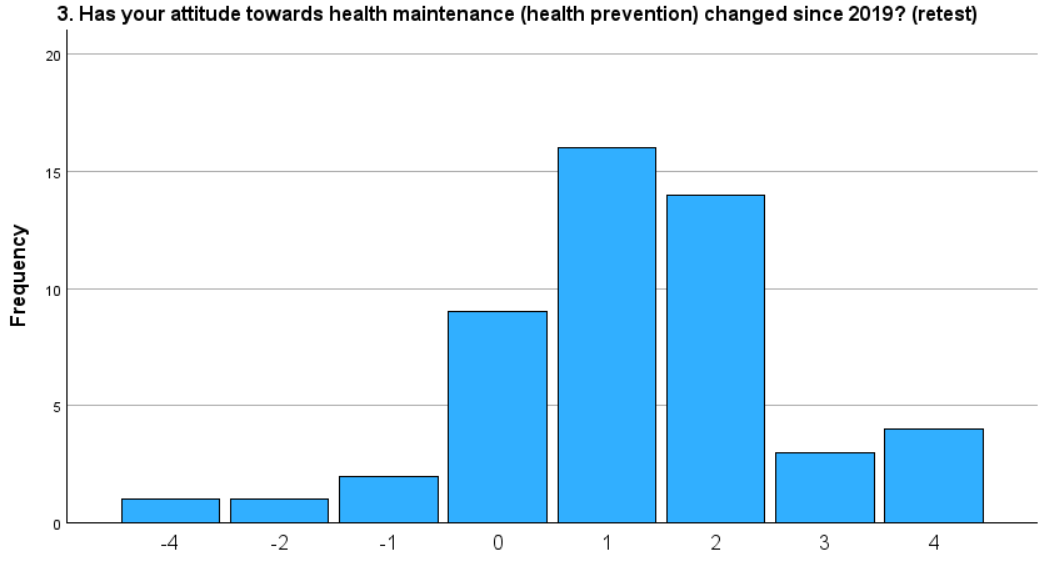 3. Has your attitude towards health maintenance (health prevention) changed since 2019? (retest)
20
15
10
5
0
Frequency
-4 -2 -1 0 1 2 3 4